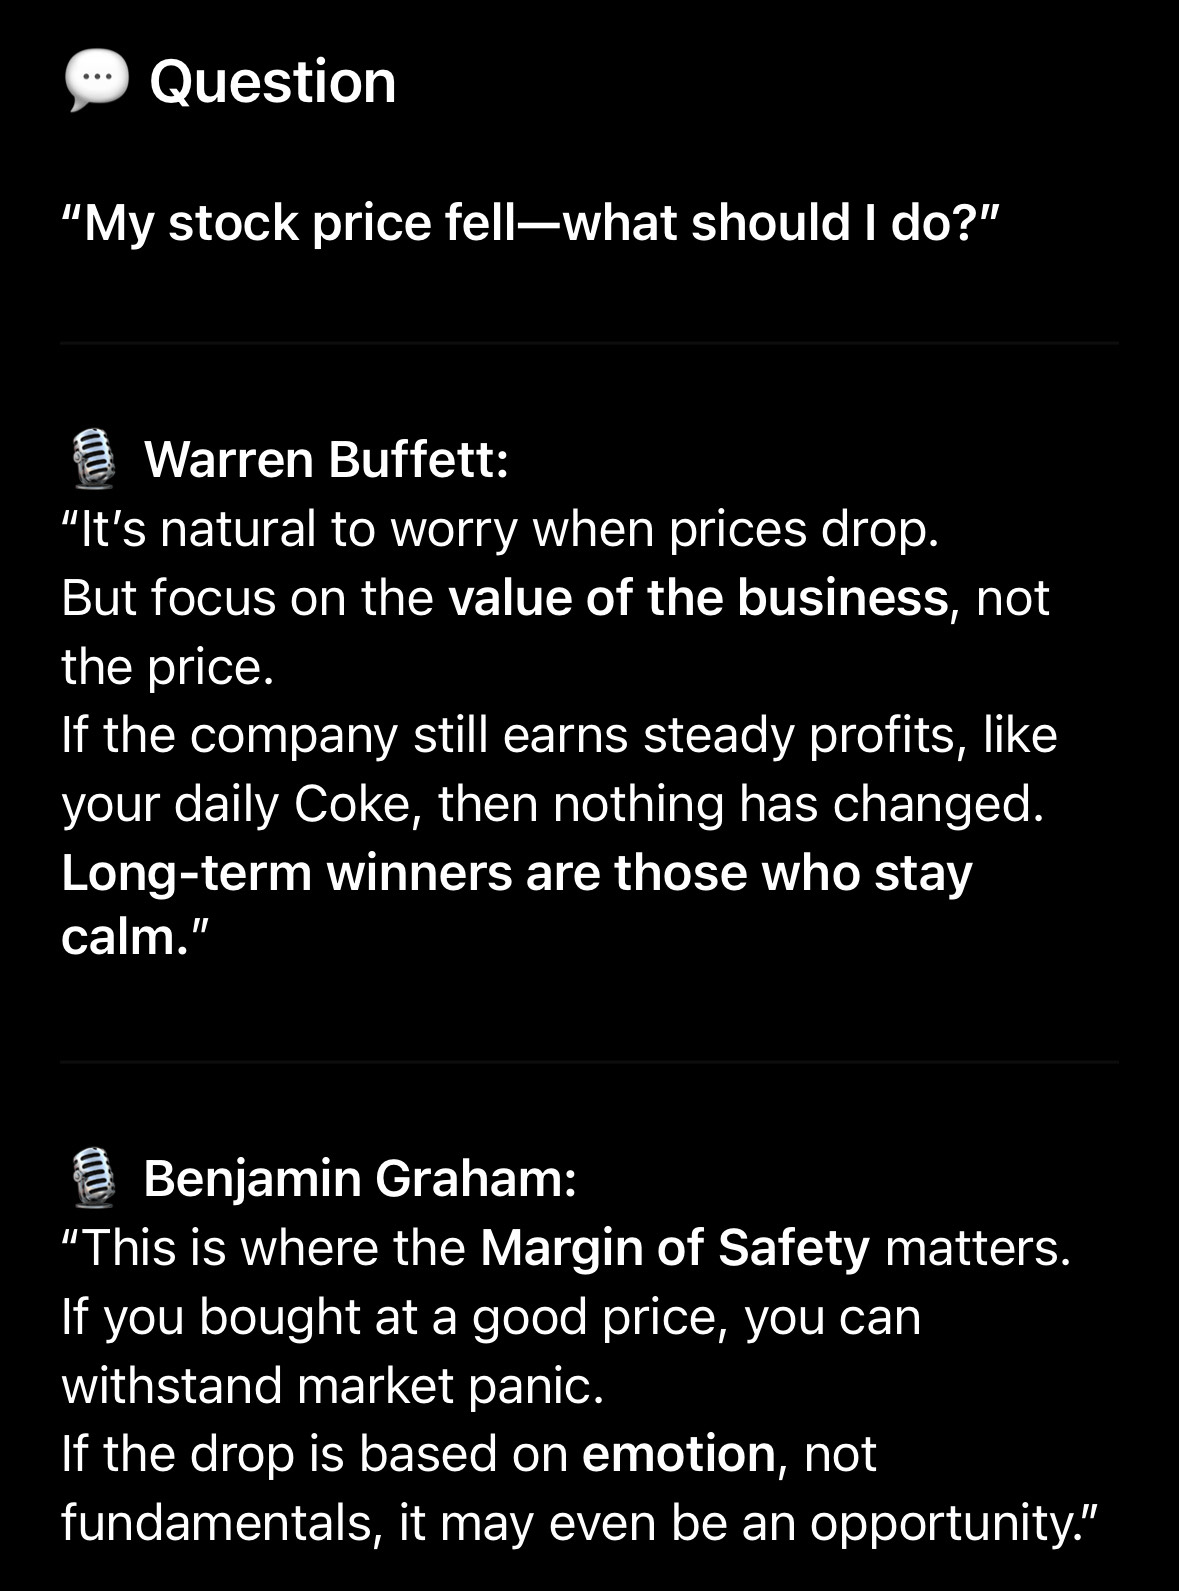 💬 Question
“My stock price fell—what should I do?”
🎙️ Warren Buffett:
“It’s natural to worry when prices drop.
But focus on the value of the business, not
the price.
If the company still earns steady profits, like
your daily Coke, then nothing has changed.
Long-term winners are those who stay
calm.”
🎙️ Benjamin Graham:
“This is where the Margin of Safety matters.
If you bought at a good price, you can
withstand market panic.
If the drop is based on emotion, not
fundamentals, it may even be an opportunity.”